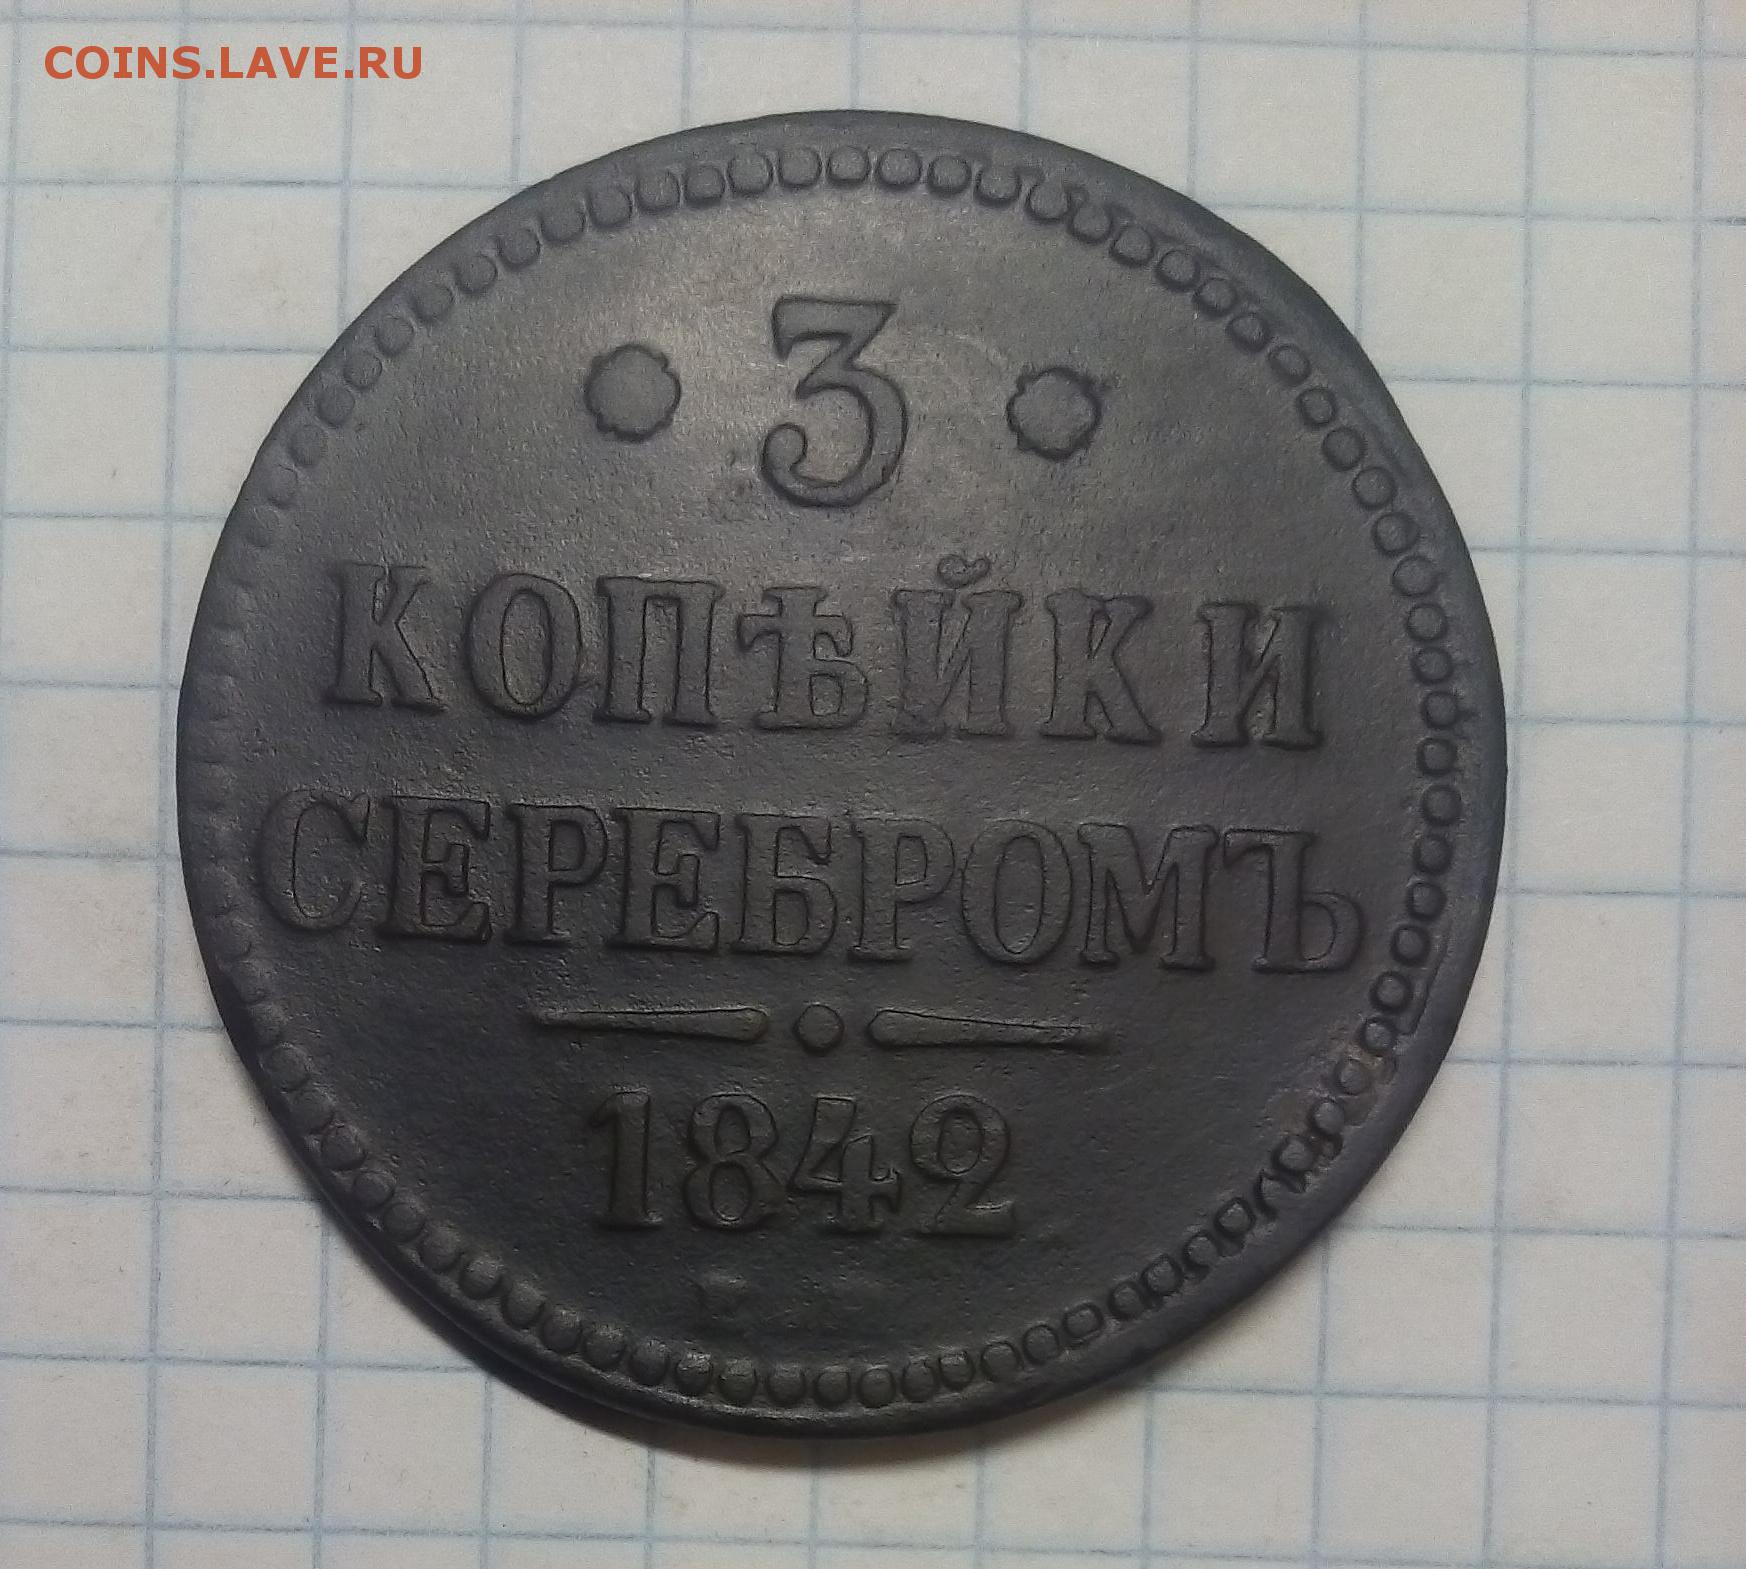 COINS.LAVE.RU
• 3 •
КОПѢЙКИ
СЕРЕБРОМЪ
1842